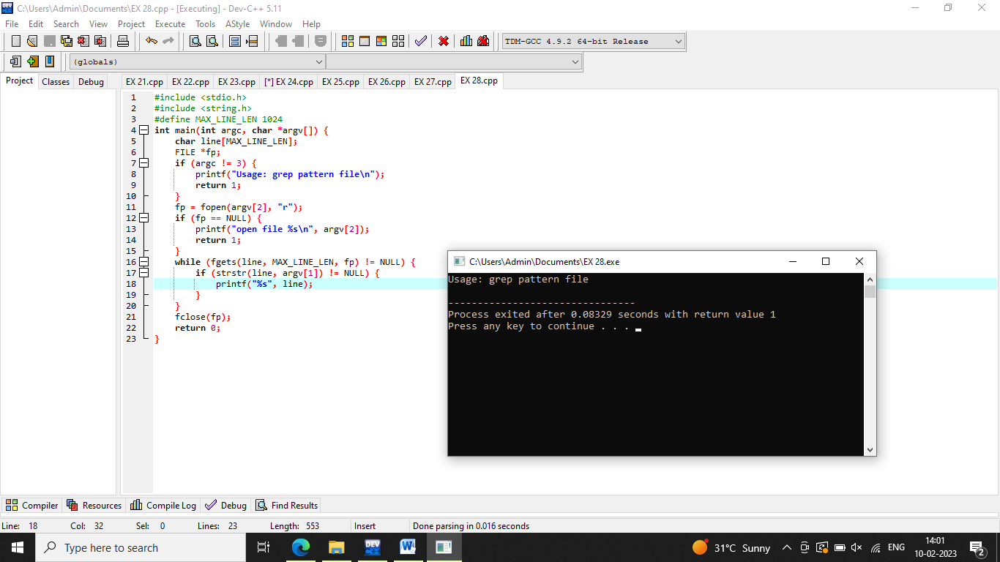 C:\Users\Admin\Documents\EX 28.cpp - [Executing] - Dev-C++ 5.11
File Edit Search View Project Execute Tools AStyle Window Help
TDM-GCC 4.9.2 64-bit Release
(globals)
Project Classes Debug
EX 21.cpp EX 22.cpp EX 23.cpp [*] EX 24.cpp EX 25.cpp EX 26.cpp EX 27.cpp EX 28.cpp
1 #include <stdio.h>
2 #include <string.h>
3 #define MAX_LINE_LEN 1024
4 int main(int argc, char *argv[]) {
5 char line[MAX_LINE_LEN];
6 FILE *fp;
7 if (argc != 3) {
8 printf("Usage: grep pattern file\n");
9 return 1;
10 }
11 fp = fopen(argv[2], "r");
12 if (fp == NULL) {
13 printf("open file %s\n", argv[2]);
14 return 1;
15 }
16 while (fgets(line, MAX_LINE_LEN, fp) != NULL) {
17 if (strstr(line, argv[1]) != NULL) {
18 printf("%s", line);
19 }
20 }
21 fclose(fp);
22 return 0;
23 }
C:\Users\Admin\Documents\EX 28.exe
Usage: grep pattern file
--------------------------------
Process exited after 0.08329 seconds with return value 1
Press any key to continue . . .
Compiler Resources Compile Log Debug Find Results
Line: 18 Col: 32 Sel: 0 Lines: 23 Length: 553 Insert Done parsing in 0.016 seconds
Type here to search
DEV
W
31°C Sunny
ENG
14:01
10-02-2023
2